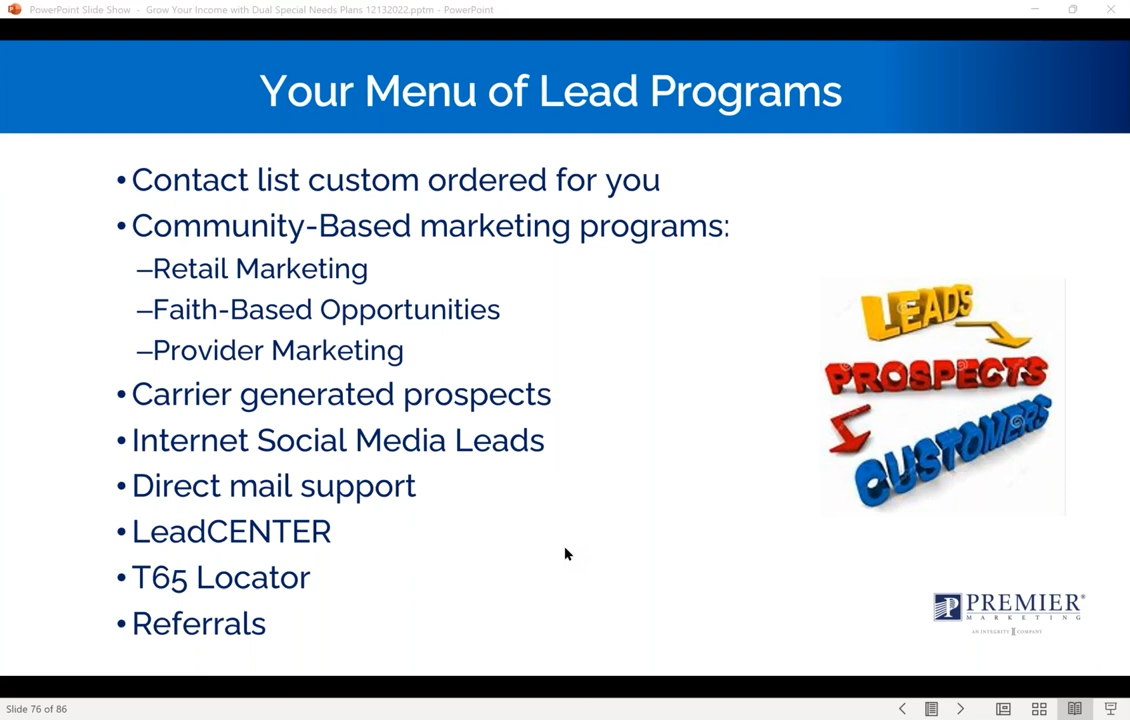 PowerPoint Slide Show - Grow Your Income with Dual Special Needs Plans 12132022.pptm - PowerPoint
Your Menu of Lead Programs
•Contact list custom ordered for you
•Community-Based marketing programs:
–Retail Marketing
–Faith-Based Opportunities
–Provider Marketing
•Carrier generated prospects
•Internet Social Media Leads
•Direct mail support
•LeadCENTER
•T65 Locator
•Referrals
LEADS
PROSPECTS
CUSTOMERS
PREMIER®
MARKETING
AN INTEGRITY COMPANY
Slide 76 of 86